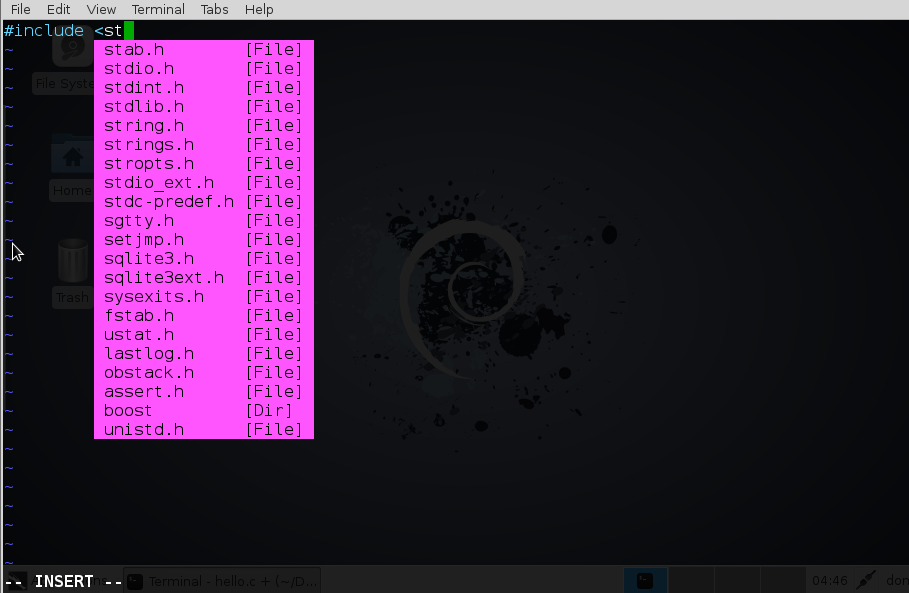 File Edit View Terminal Tabs Help
#include <st
~ stab.h [File]
~ stdio.h [File]
~ stdint.h [File]
~ stdlib.h [File]
~ string.h [File]
~ strings.h [File]
~ stropts.h [File]
~ stdio_ext.h [File]
~ stdc-predef.h [File]
~ sgtty.h [File]
~ setjmp.h [File]
~ sqlite3.h [File]
~ sqlite3ext.h [File]
~ sysexits.h [File]
~ fstab.h [File]
~ ustat.h [File]
~ lastlog.h [File]
~ obstack.h [File]
~ assert.h [File]
~ boost [Dir]
~ unistd.h [File]
~
~
~
~
~
~
~
File Syste
Home
Trash
-- INSERT --
Terminal - hello.c + (~/D...
04:46 don